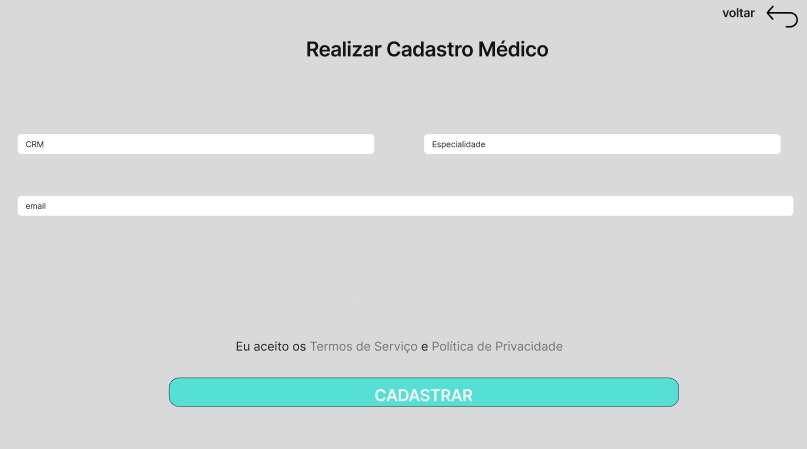 voltar
Realizar Cadastro Médico
CRM
Especialidade
email
Eu aceito os Termos de Serviço e Política de Privacidade
CADASTRAR